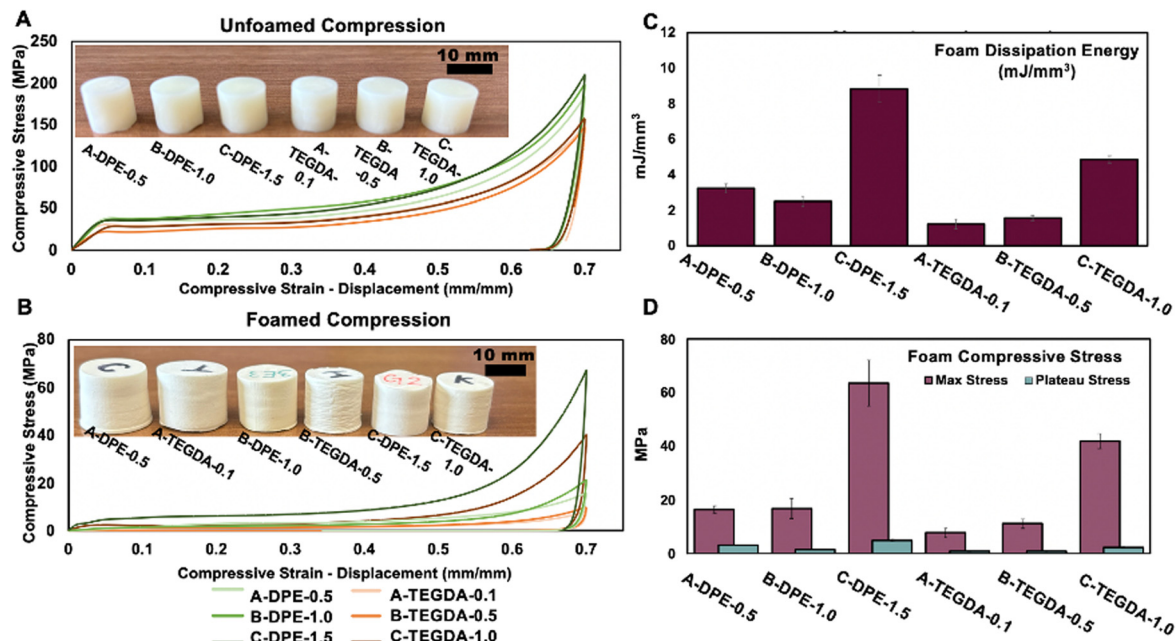 A
Unfoamed Compression
Compressive Stress (MPa)
250
200
150
100
50
0
10 mm
A-DPE-0.5
B-DPE-1.0
C-DPE-1.5
A-
TEGDA-
0.1
B-
TEGDA
-0.5
C-
TEGDA-
1.0
0
0.1
0.2
0.3
0.4
0.5
0.6
0.7
Compressive Strain - Displacement (mm/mm)
B
Foamed Compression
Compressive Stress (MPa)
80
60
40
20
0
10 mm
A-DPE-0.5
A-TEGDA-0.1
B-DPE-1.0
B-TEGDA-0.5
C-DPE-1.5
C-TEGDA-
1.0
0
0.1
0.2
0.3
0.4
0.5
0.6
0.7
Compressive Strain - Displacement (mm/mm)
A-DPE-0.5
A-TEGDA-0.1
B-DPE-1.0
B-TEGDA-0.5
C-DPE-1.5
C-TEGDA-1.0
C
Foam Dissipation Energy
(mJ/mm³)
mJ/mm³
12
10
8
6
4
2
0
A-DPE-0.5
B-DPE-1.0
C-DPE-1.5
A-TEGDA-0.1
B-TEGDA-0.5
C-TEGDA-1.0
D
Foam Compressive Stress
Max Stress
Plateau Stress
MPa
80
60
40
20
0
A-DPE-0.5
B-DPE-1.0
C-DPE-1.5
A-TEGDA-0.1
B-TEGDA-0.5
C-TEGDA-1.0